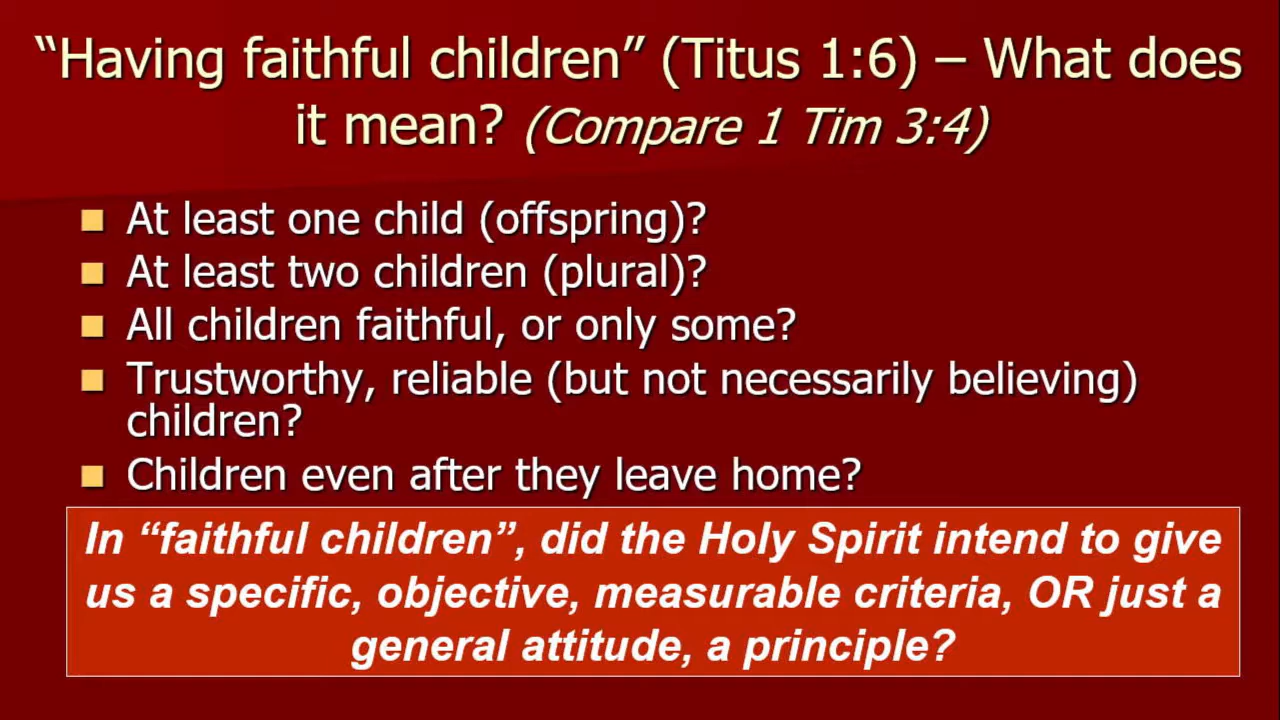 “Having faithful children” (Titus 1:6) – What does
it mean? (Compare 1 Tim 3:4)
At least one child (offspring)?
At least two children (plural)?
All children faithful, or only some?
Trustworthy, reliable (but not necessarily believing)
children?
Children even after they leave home?
In “faithful children”, did the Holy Spirit intend to give
us a specific, objective, measurable criteria, OR just a
general attitude, a principle?